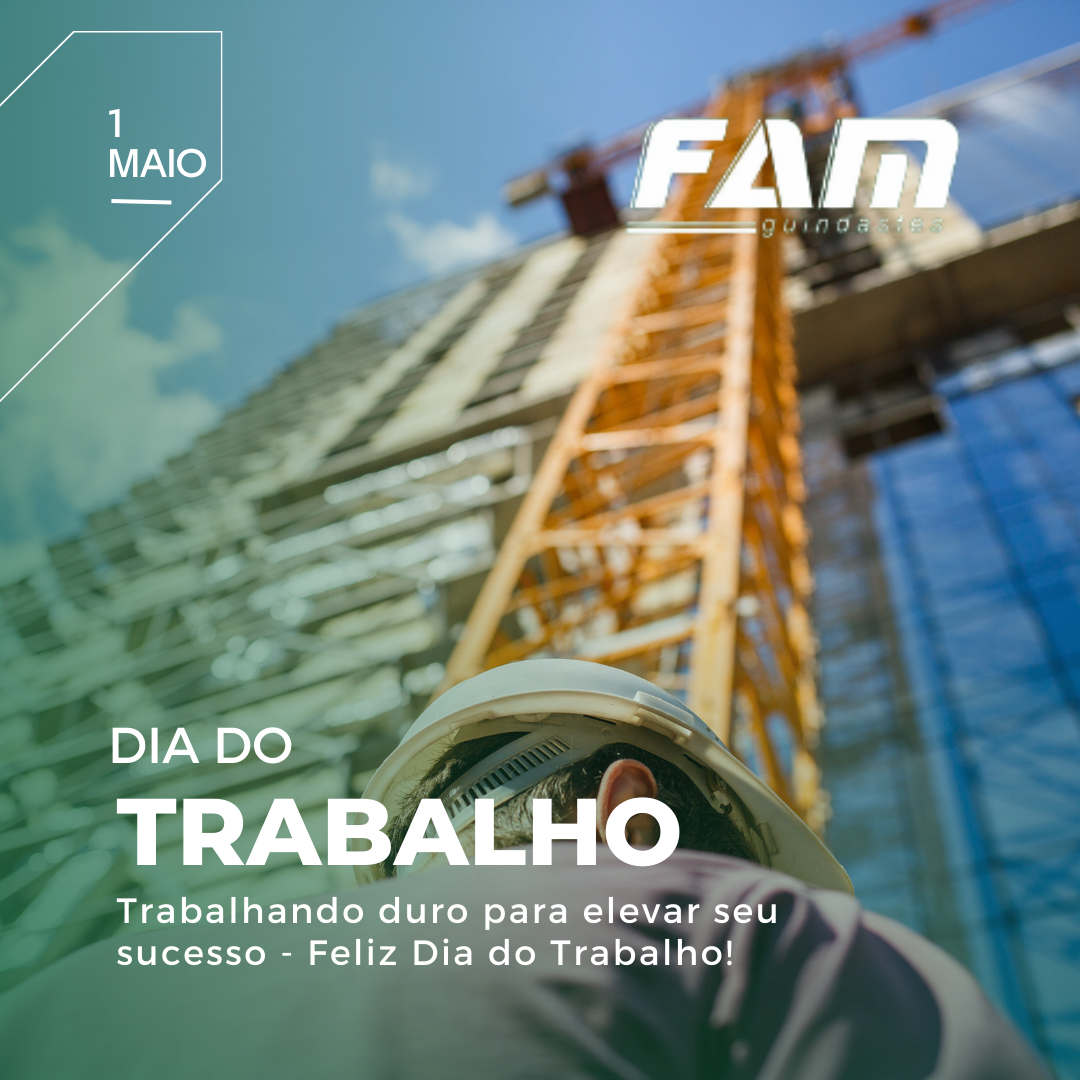 1
MAIO
FAM
guindastes
DIA DO
TRABALHO
Trabalhando duro para elevar seu
sucesso - Feliz Dia do Trabalho!